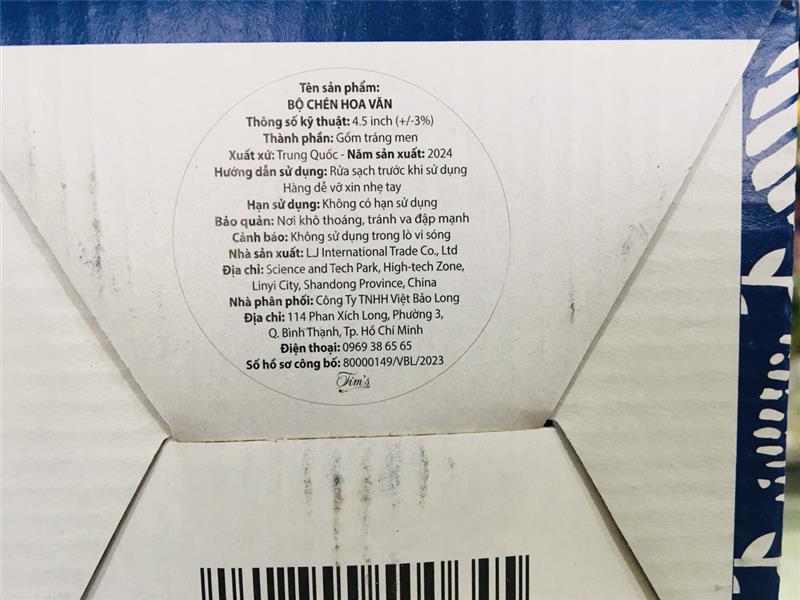 Tên sản phẩm:
BỘ CHÉN HOA VĂN
Thông số kỹ thuật: 4.5 inch (+/-3%)
Thành phần: Gốm tráng men
Xuất xứ: Trung Quốc - Năm sản xuất: 2024
Hướng dẫn sử dụng: Rửa sạch trước khi sử dụng
Hàng dễ vỡ xin nhẹ tay
Hạn sử dụng: Không có hạn sử dụng
Bảo quản: Nơi khô thoáng, tránh va đập mạnh
Cảnh báo: Không sử dụng trong lò vi sóng
Nhà sản xuất: L.J International Trade Co., Ltd
Địa chỉ: Science and Tech Park, High-tech Zone,
Linyi City, Shandong Province, China
Nhà phân phối: Công Ty TNHH Việt Bảo Long
Địa chỉ: 114 Phan Xích Long, Phường 3,
Q. Bình Thạnh, Tp. Hồ Chí Minh
Điện thoại: 0969 38 65 65
Số hồ sơ công bố: 80000149/VBL/2023
Tim's